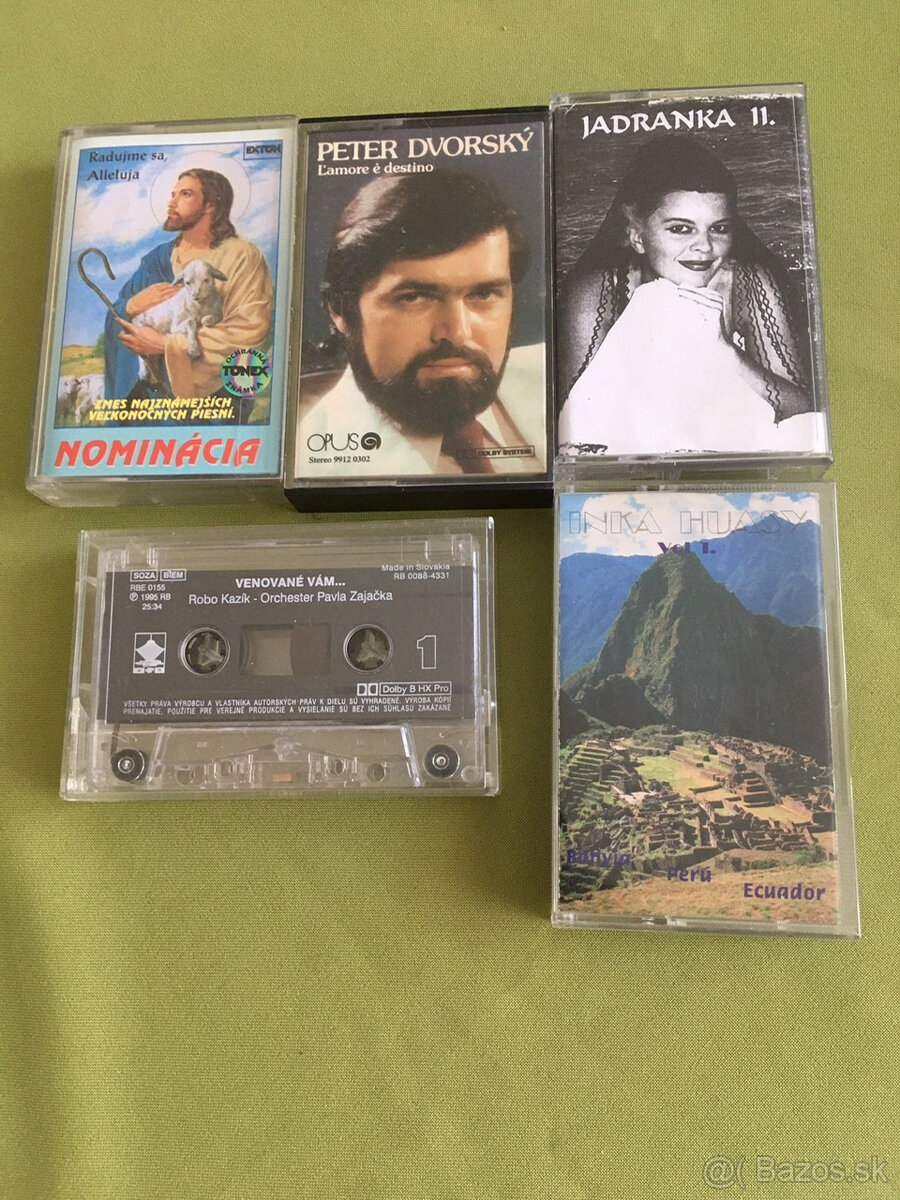 Radujme sa,
Alleluja
EXTON
OCHRANNÁ
TONEX
ZNÁMKA
ZMES NAJZNÁMEJŠÍCH
VEĽKONOČNÝCH PIESNÍ.
NOMINÁCIA
PETER DVORSKÝ
L'amore è destino
OPUS
Stereo 9912 0302
DOLBY SYSTEM
JADRANKA II.
SOZA BIEM
RBE 0155
℗ 1995 RB
25:34
VENOVANÉ VÁM...
Robo Kazík - Orchester Pavla Zajačka
Made in Slovakia
RB 0088-4331
1
Dolby B HX Pro
VŠETKY PRÁVA VÝROBCU A VLASTNÍKA AUTORSKÝCH PRÁV K DIELU SÚ VYHRADENÉ. VÝROBA KÓPIÍ
PRENAJATIE, POUŽITIE PRE VEREJNÉ PRODUKCIE A VYSIELANIE SÚ BEZ ICH SÚHLASU ZAKÁZANÉ
INKA HUASY
Vol 1.
Bolivia
Perú
Ecuador
@( Bazos.sk